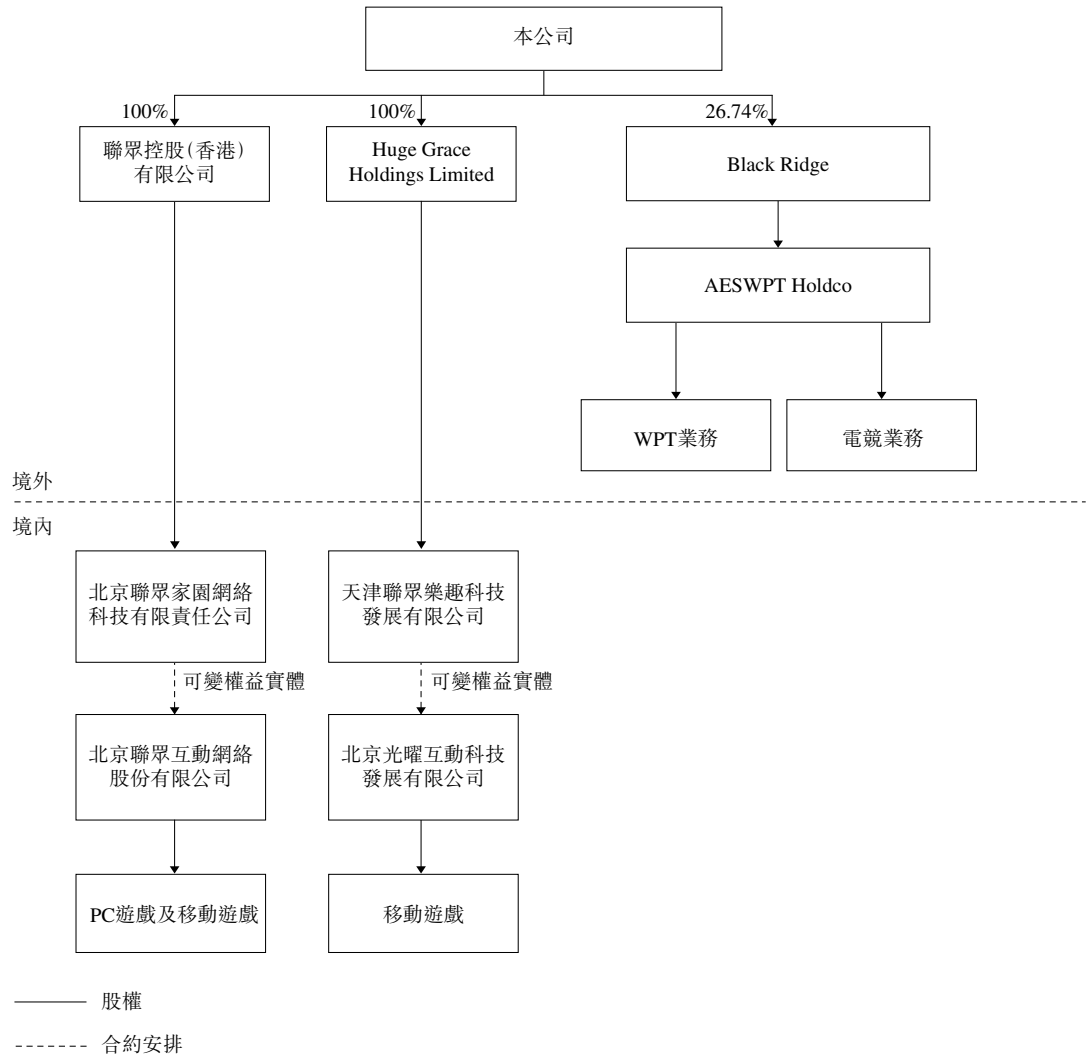 本公司
100%
100%
26.74%
聯眾控股(香港)
有限公司
Huge Grace
Holdings Limited
Black Ridge
AESWPT Holdco
WPT業務
電競業務
境外
境內
北京聯眾家園網絡
科技有限責任公司
天津聯眾樂趣科技
發展有限公司
可變權益實體
可變權益實體
北京聯眾互動網絡
股份有限公司
北京光曜互動科技
發展有限公司
PC遊戲及移動遊戲
移動遊戲
股權
合約安排